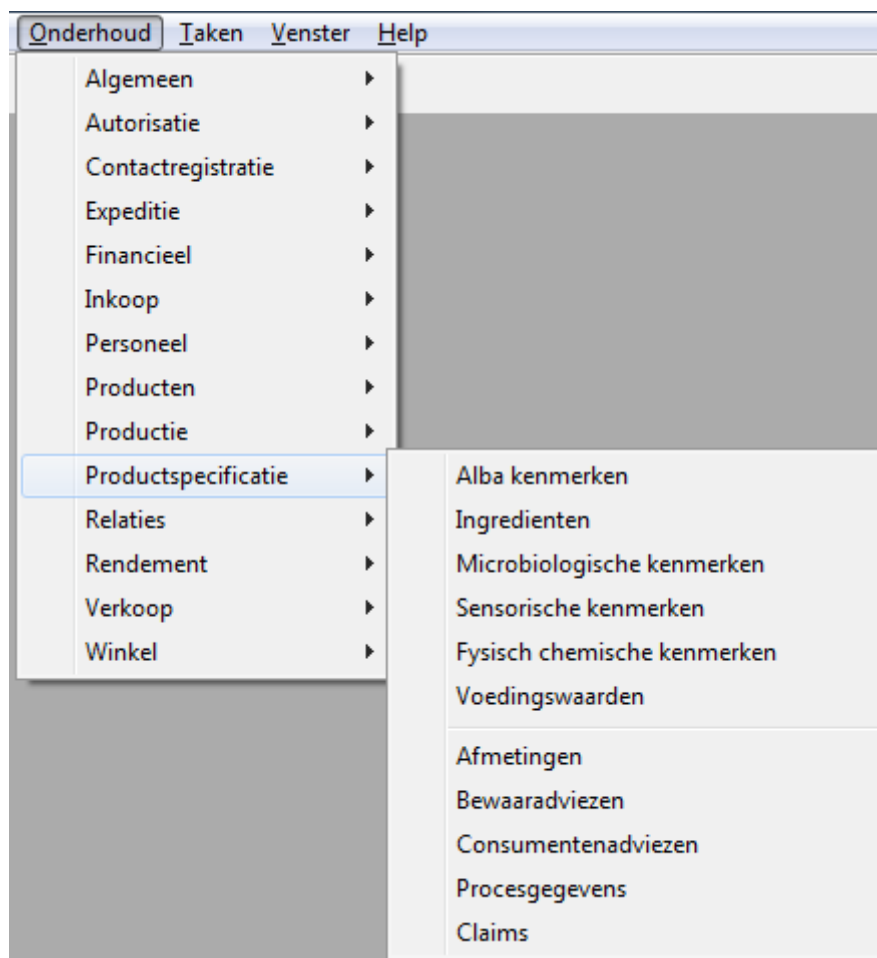 Onderhoud Taken Venster Help
Algemeen
Autorisatie
Contactregistratie
Expeditie
Financieel
Inkoop
Personeel
Producten
Productie
Productspecificatie
Relaties
Rendement
Verkoop
Winkel
Alba kenmerken
Ingredienten
Microbiologische kenmerken
Sensorische kenmerken
Fysisch chemische kenmerken
Voedingswaarden
Afmetingen
Bewaaradviezen
Consumentenadviezen
Procesgegevens
Claims